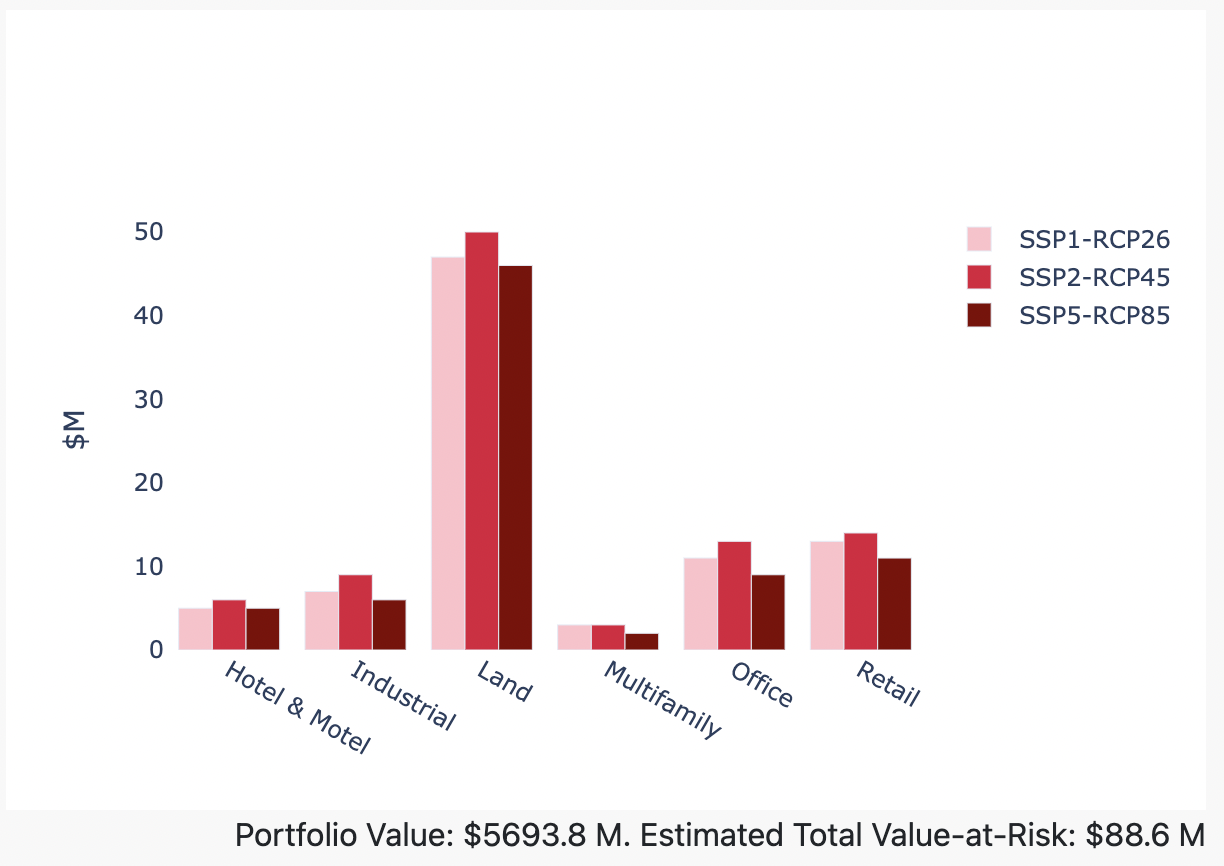 50
40
30
20
10
0
$M
Hotel & Motel
Industrial
Land
Multifamily
Office
Retail
SSP1-RCP26
SSP2-RCP45
SSP5-RCP85
Portfolio Value: $5693.8 M. Estimated Total Value-at-Risk: $88.6 M